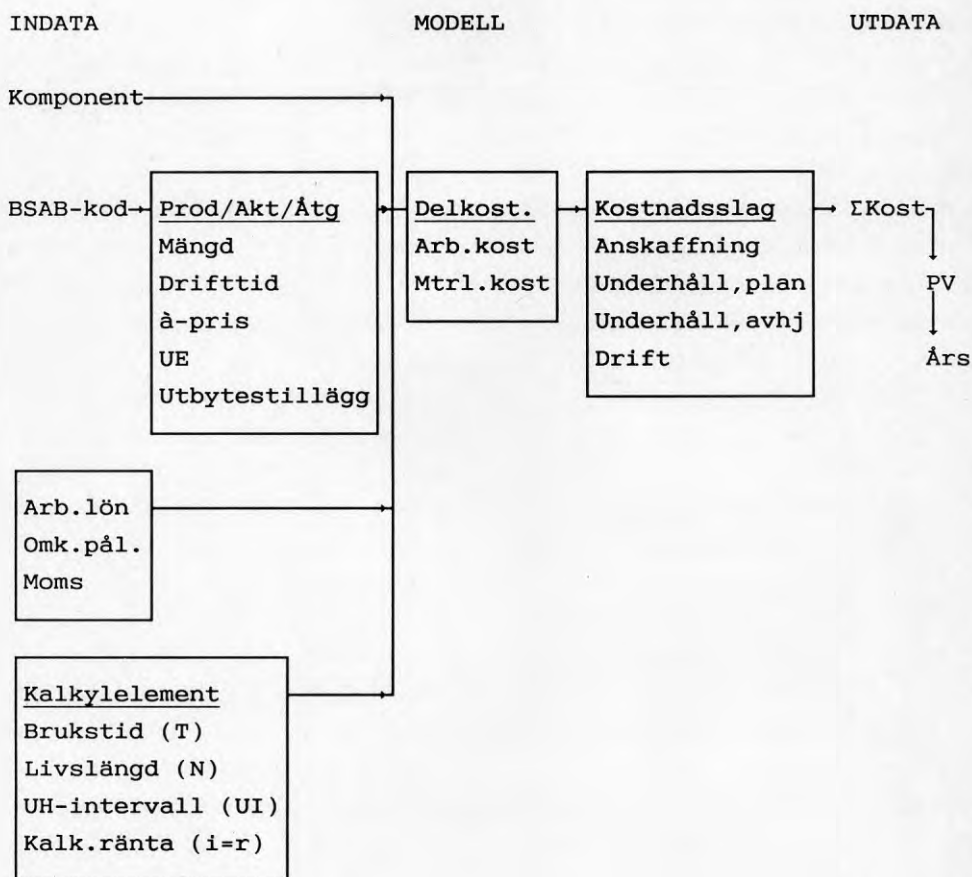 INDATA MODELL UTDATA
Komponent
BSAB-kod Prod/Akt/Åtg Delkost. Kostnadsslag ΣKost
Mängd Arb.kost Anskaffning
Drifttid Mtrl.kost Underhåll,plan PV
à-pris Underhåll,avhj
UE Drift Års
Utbytestillägg
Arb.lön
Omk.pål.
Moms
Kalkylelement
Brukstid (T)
Livslängd (N)
UH-intervall (UI)
Kalk.ränta (i=r)